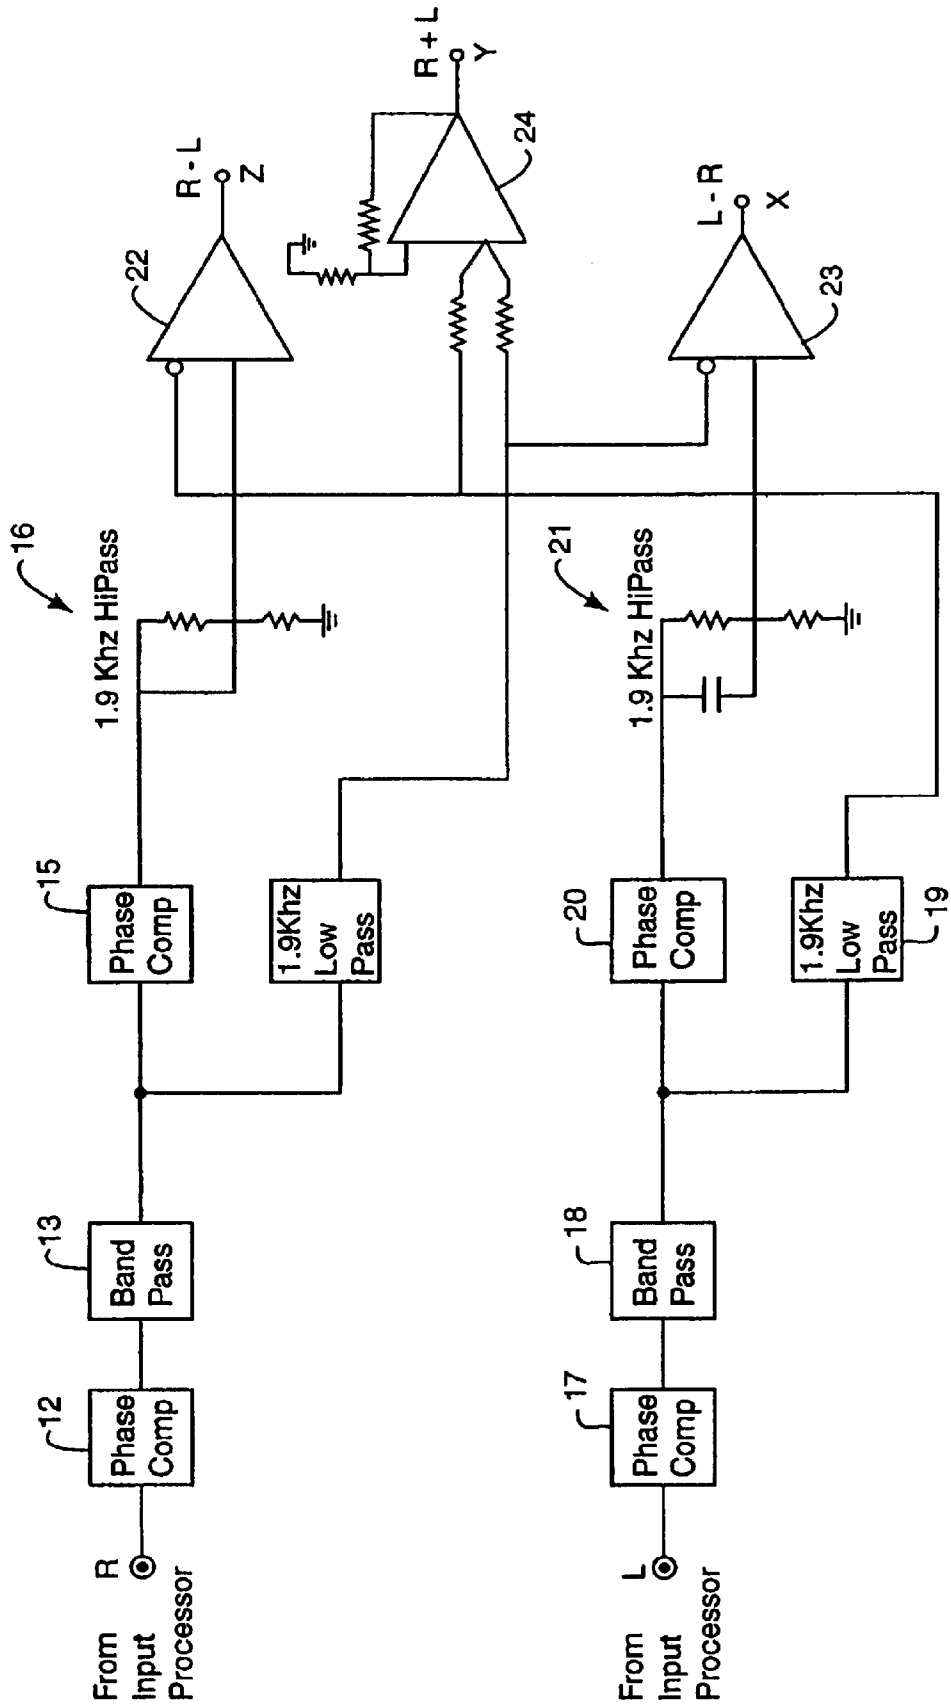 From
Input
Processor
R
12
Phase
Comp
13
Band
Pass
15
Phase
Comp
1.9Khz
Low
Pass
16
1.9 Khz HiPass
22
R - L
Z
24
R + L
Y
From
Input
Processor
L
17
Phase
Comp
18
Band
Pass
20
Phase
Comp
1.9Khz
Low
Pass
19
21
1.9 Khz HiPass
23
L - R
X